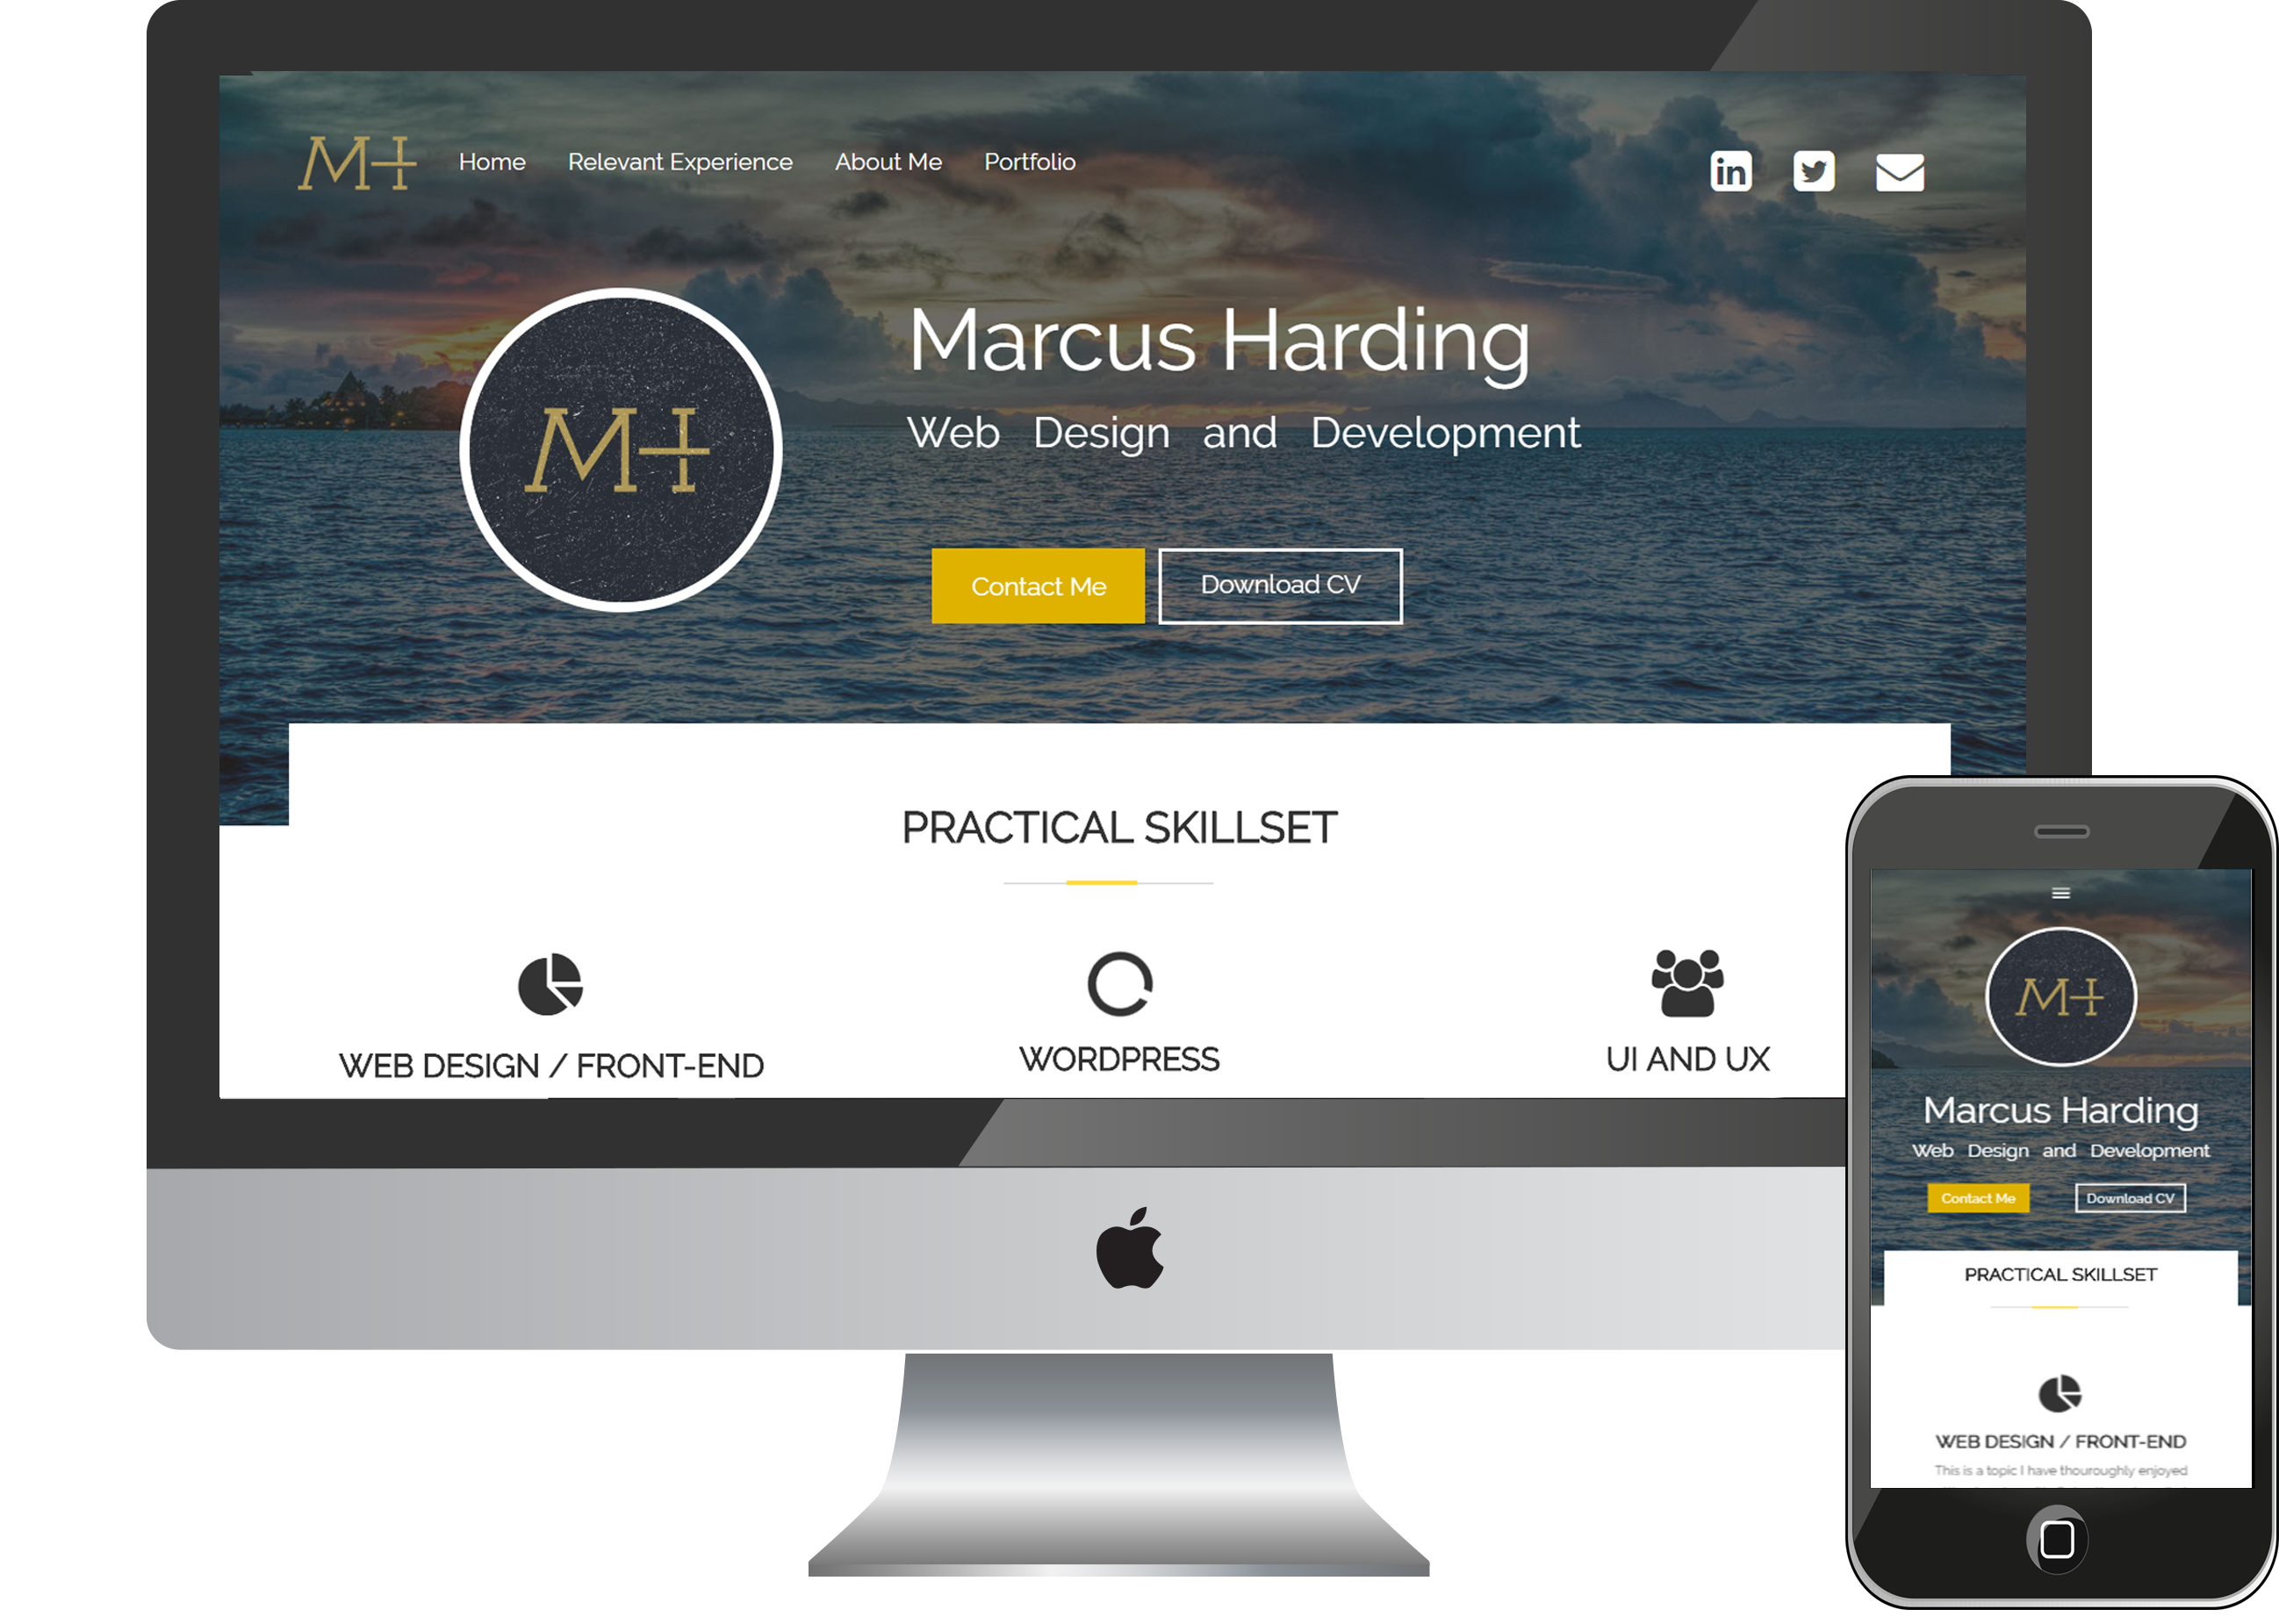 MH
Home Relevant Experience About Me Portfolio
in
Marcus Harding
MH
Web Design and Development
Contact Me Download CV
PRACTICAL SKILLSET
WEB DESIGN / FRONT-END WORDPRESS UI AND UX
MH
Marcus Harding
Web Design and Development
Contact Me Download CV
PRACTICAL SKILLSET
WEB DESIGN / FRONT-END
This is a topic I have thouroughly enjoyed